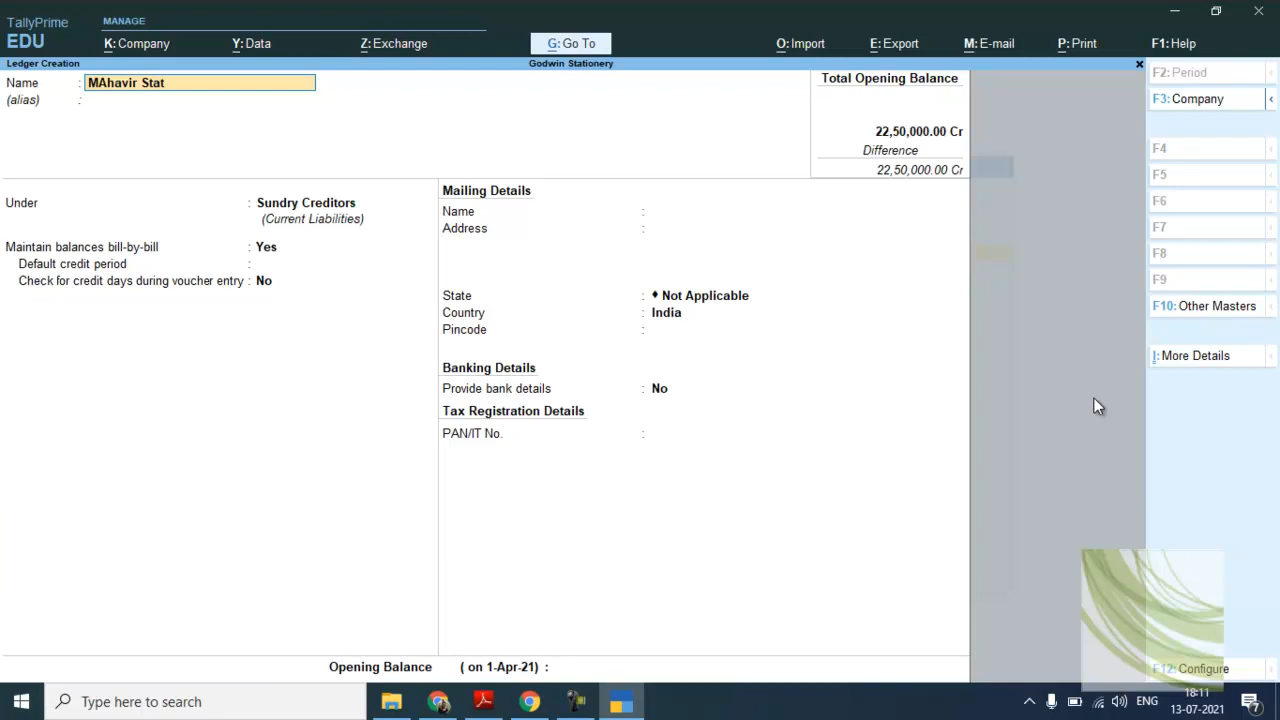 TallyPrime
EDU
MANAGE
K: Company
Y: Data
Z: Exchange
G: Go To
O: Import
E: Export
M: E-mail
P: Print
F1: Help
Ledger Creation
Godwin Stationery
×
Name : MAhavir Stat
(alias) :
Total Opening Balance
22,50,000.00 Cr
Difference
22,50,000.00 Cr
Under : Sundry Creditors
(Current Liabilities)
Maintain balances bill-by-bill : Yes
Default credit period :
Check for credit days during voucher entry : No
Mailing Details
Name :
Address :
State : ♦ Not Applicable
Country : India
Pincode :
Banking Details
Provide bank details : No
Tax Registration Details
PAN/IT No. :
Opening Balance ( on 1-Apr-21) :
F2: Period
F3: Company
F4
F5
F6
F7
F8
F9
F10: Other Masters
I: More Details
F12: Configure
Type here to search
ENG
18:11
13-07-2021
7